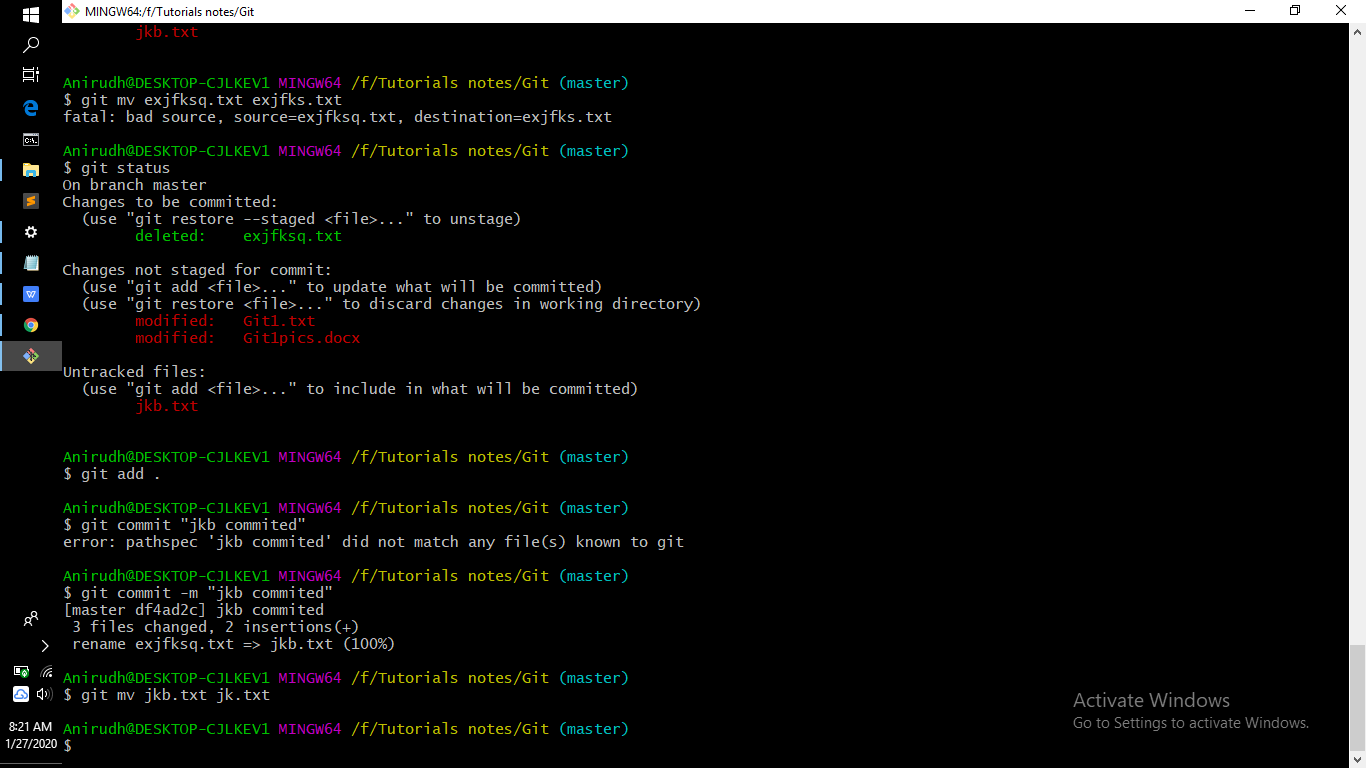 MINGW64:/f/Tutorials notes/Git
jkb.txt
Anirudh@DESKTOP-CJLKEV1 MINGW64 /f/Tutorials notes/Git (master)
$ git mv exjfksq.txt exjfks.txt
fatal: bad source, source=exjfksq.txt, destination=exjfks.txt
Anirudh@DESKTOP-CJLKEV1 MINGW64 /f/Tutorials notes/Git (master)
$ git status
On branch master
Changes to be committed:
  (use "git restore --staged <file>..." to unstage)
        deleted:    exjfksq.txt
Changes not staged for commit:
  (use "git add <file>..." to update what will be committed)
  (use "git restore <file>..." to discard changes in working directory)
        modified:   Git1.txt
        modified:   Git1pics.docx
Untracked files:
  (use "git add <file>..." to include in what will be committed)
        jkb.txt
Anirudh@DESKTOP-CJLKEV1 MINGW64 /f/Tutorials notes/Git (master)
$ git add .
Anirudh@DESKTOP-CJLKEV1 MINGW64 /f/Tutorials notes/Git (master)
$ git commit "jkb commited"
error: pathspec 'jkb commited' did not match any file(s) known to git
Anirudh@DESKTOP-CJLKEV1 MINGW64 /f/Tutorials notes/Git (master)
$ git commit -m "jkb commited"
[master df4ad2c] jkb commited
 3 files changed, 2 insertions(+)
 rename exjfksq.txt => jkb.txt (100%)
Anirudh@DESKTOP-CJLKEV1 MINGW64 /f/Tutorials notes/Git (master)
$ git mv jkb.txt jk.txt
Anirudh@DESKTOP-CJLKEV1 MINGW64 /f/Tutorials notes/Git (master)
$
Activate Windows
Go to Settings to activate Windows.
8:21 AM
1/27/2020